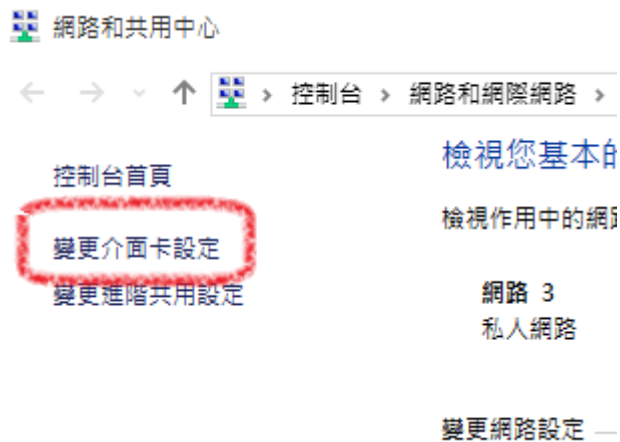 網路和共用中心
控制台 > 網路和網際網路 >
控制台首頁
變更介面卡設定
變更進階共用設定
檢視您基本的
檢視作用中的網
網路 3
私人網路
變更網路設定